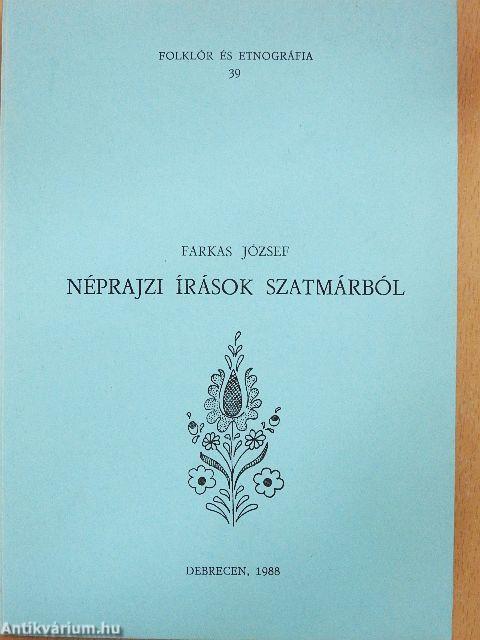 FOLKLÓR ÉS ETNOGRÁFIA
39
FARKAS JÓZSEF
NÉPRAJZI ÍRÁSOK SZATMÁRBÓL
DEBRECEN, 1988
Antikvárium.hu